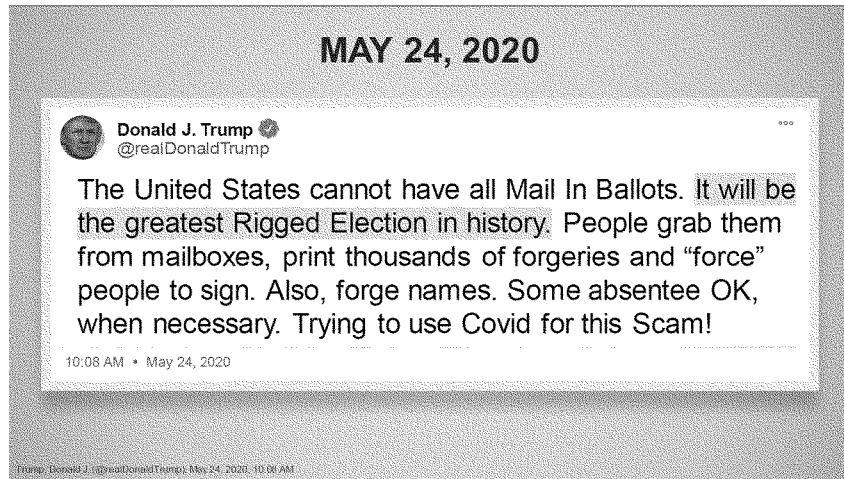 MAY 24, 2020
Donald J. Trump
@realDonaldTrump
The United States cannot have all Mail In Ballots. It will be
the greatest Rigged Election in history. People grab them
from mailboxes, print thousands of forgeries and “force”
people to sign. Also, forge names. Some absentee OK,
when necessary. Trying to use Covid for this Scam!
10:08 AM • May 24, 2020
Trump, Donald J. (@realDonaldTrump), May 24, 2020, 10:08 AM